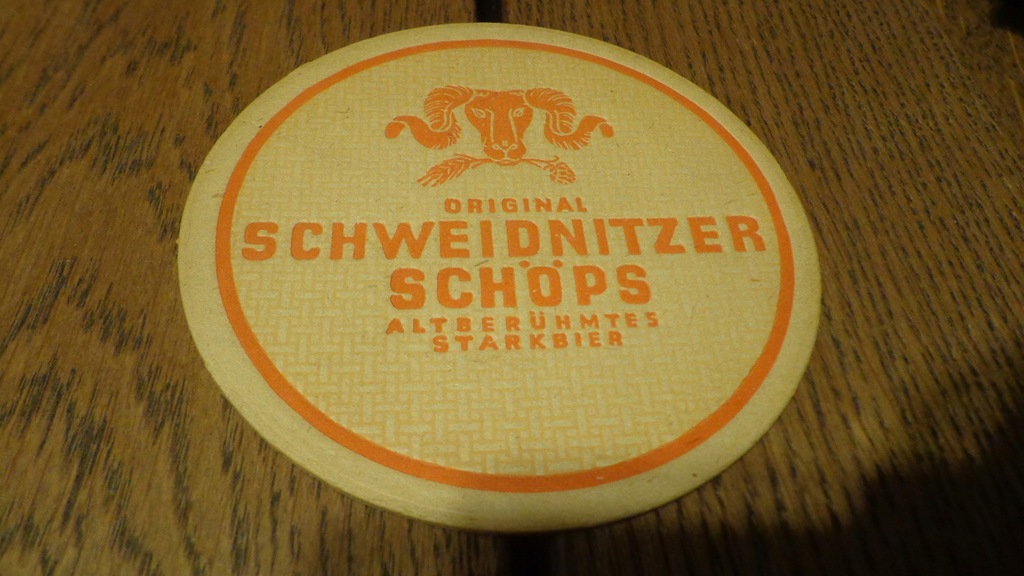 ORIGINAL
SCHWEIDNITZER
SCHÖPS
ALTBERÜHMTES
STARKBIER